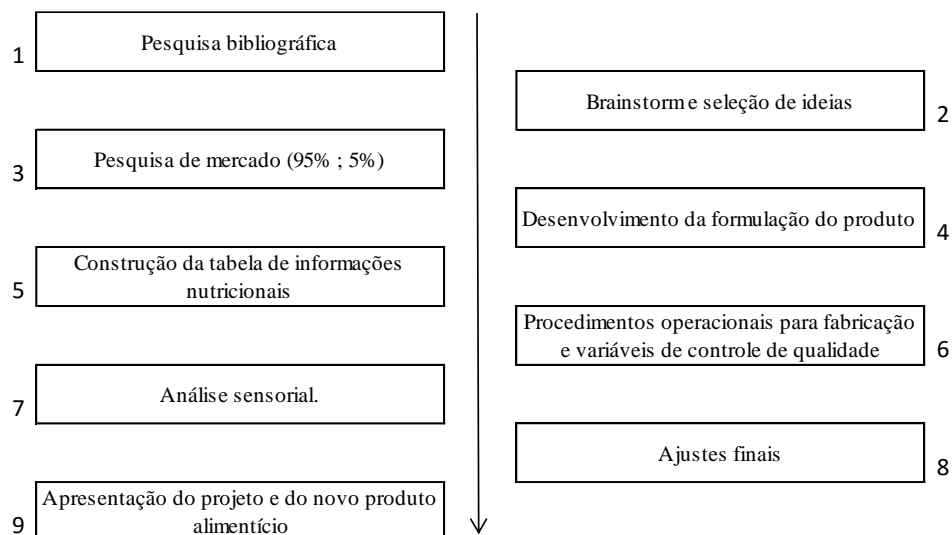 1
Pesquisa bibliográfica
Brainstorm e seleção de ideias
2
3
Pesquisa de mercado (95% ; 5%)
Desenvolvimento da formulação do produto
4
5
Construção da tabela de informações
nutricionais
Procedimentos operacionais para fabricação
e variáveis de controle de qualidade
6
7
Análise sensorial.
Ajustes finais
8
9
Apresentação do projeto e do novo produto
alimentício